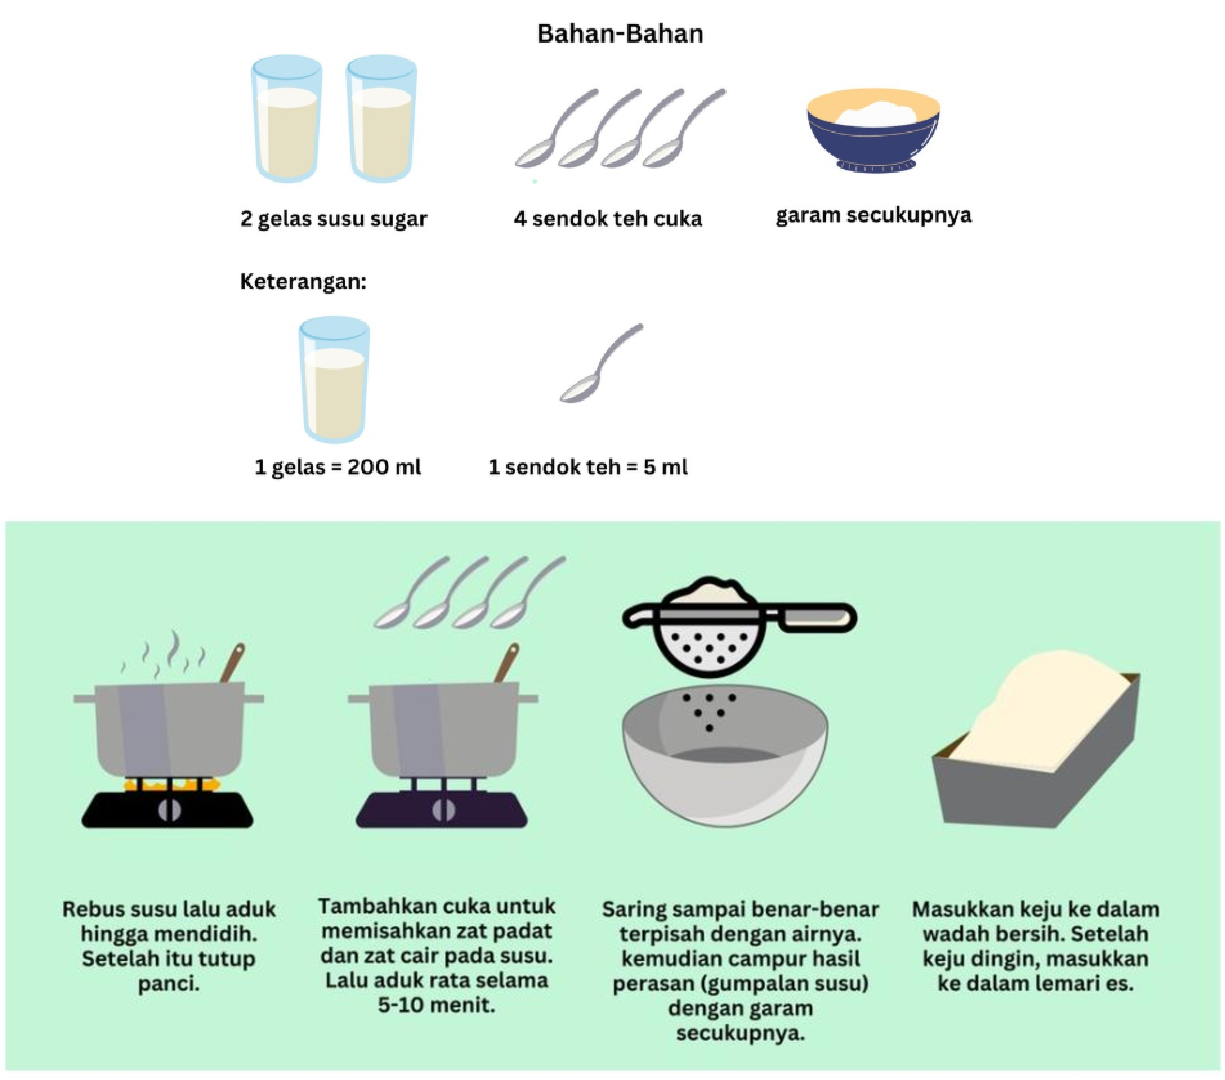 Bahan-Bahan
2 gelas susu sugar
4 sendok teh cuka
garam secukupnya
Keterangan:
1 gelas = 200 ml
1 sendok teh = 5 ml
Rebus susu lalu aduk
hingga mendidih.
Setelah itu tutup
panci.
Tambahkan cuka untuk
memisahkan zat padat
dan zat cair pada susu.
Lalu aduk rata selama
5-10 menit.
Saring sampai benar-benar
terpisah dengan airnya.
kemudian campur hasil
perasan (gumpalan susu)
dengan garam
secukupnya.
Masukkan keju ke dalam
wadah bersih. Setelah
keju dingin, masukkan
ke dalam lemari es.